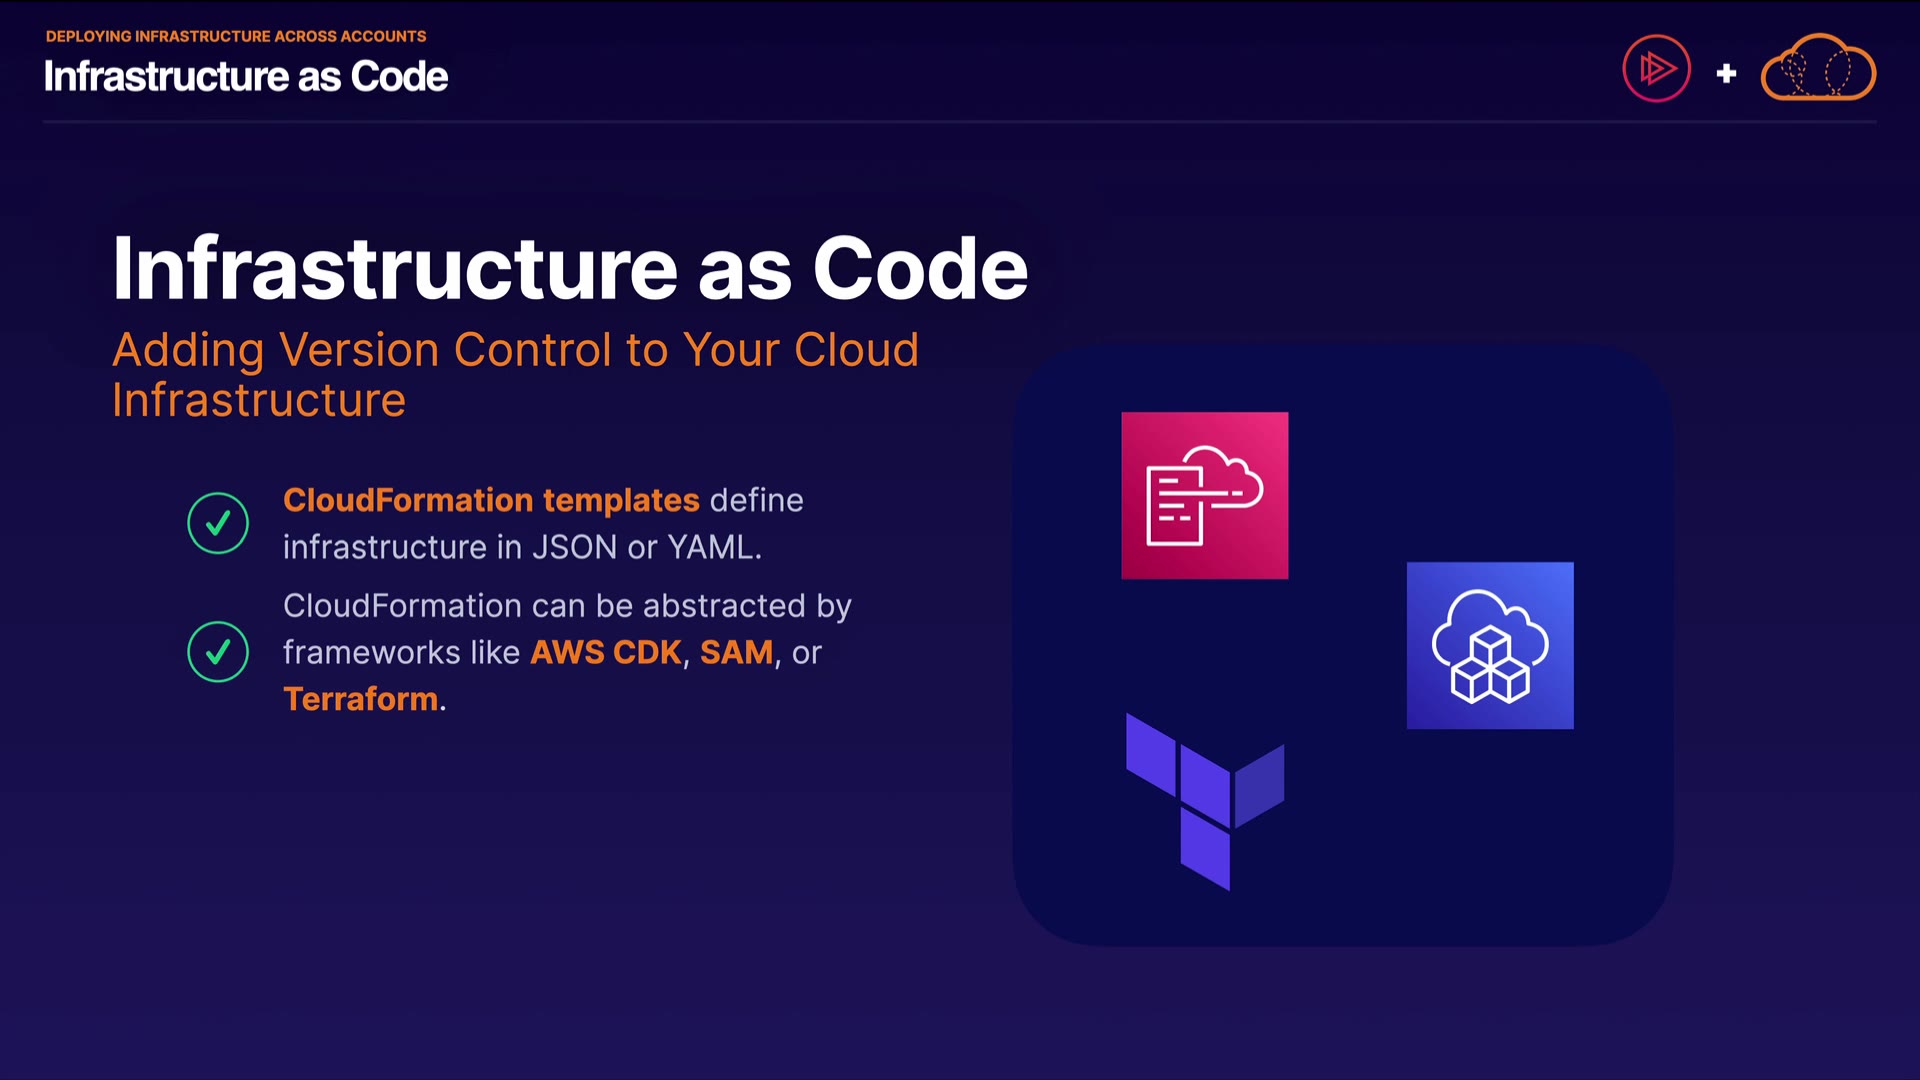 DEPLOYING INFRASTRUCTURE ACROSS ACCOUNTS
Infrastructure as Code
Infrastructure as Code
Adding Version Control to Your Cloud
Infrastructure
CloudFormation templates define
infrastructure in JSON or YAML.
CloudFormation can be abstracted by
frameworks like AWS CDK, SAM, or
Terraform.